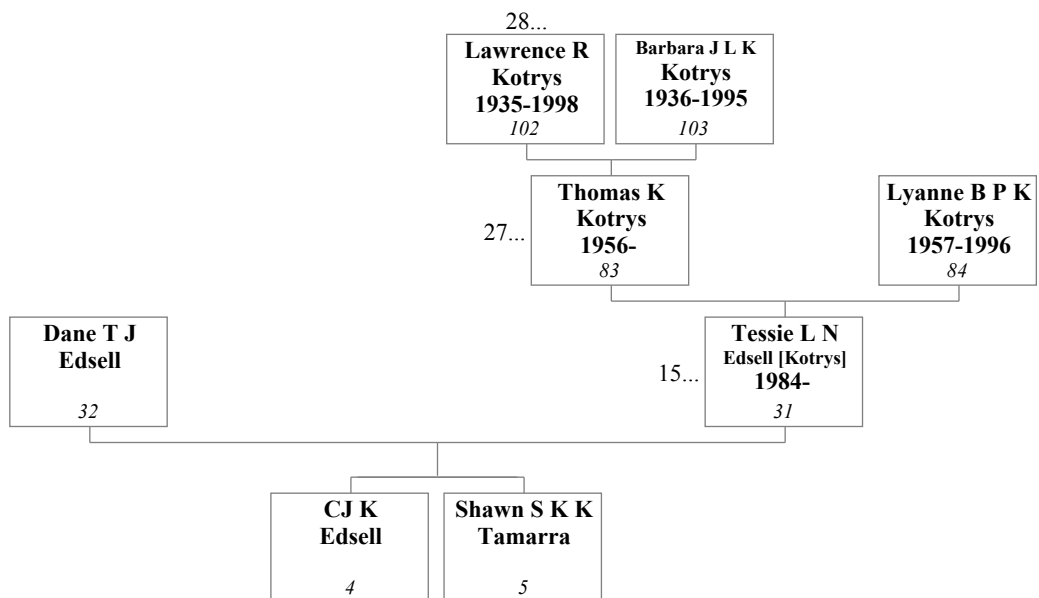 28...
Lawrence R
Kotrys
1935-1998
102
Barbara J L K
Kotrys
1936-1995
103
27...
Thomas K
Kotrys
1956-
83
Lyanne B P K
Kotrys
1957-1996
84
Dane T J
Edsell
32
15...
Tessie L N
Edsell [Kotrys]
1984-
31
CJ K
Edsell
4
Shawn S K K
Tamarra
5